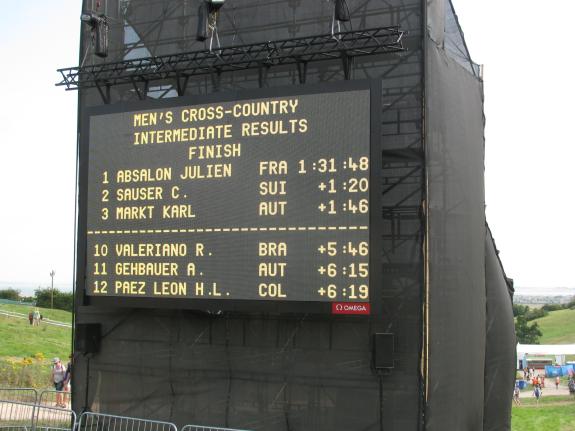 MEN'S CROSS-COUNTRY
INTERMEDIATE RESULTS
FINISH
1 ABSALON JULIEN FRA 1:31:48
2 SAUSER C. SUI +1:20
3 MARKT KARL AUT +1:46
10 VALERIANO R. BRA +5:46
11 GEHBAUER A. AUT +6:15
12 PAEZ LEON H.L. COL +6:19
Ω OMEGA